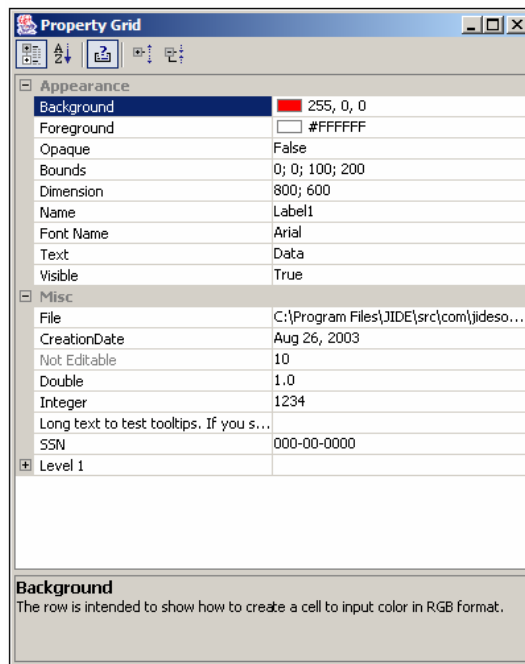 Property Grid
Appearance
Background 255, 0, 0
Foreground #FFFFFF
Opaque False
Bounds 0; 0; 100; 200
Dimension 800; 600
Name Label1
Font Name Arial
Text Data
Visible True
Misc
File C:\Program Files\JIDE\src\com\jideso...
CreationDate Aug 26, 2003
Not Editable 10
Double 1.0
Integer 1234
Long text to test tooltips. If you s...
SSN 000-00-0000
Level 1
Background
The row is intended to show how to create a cell to input color in RGB format.